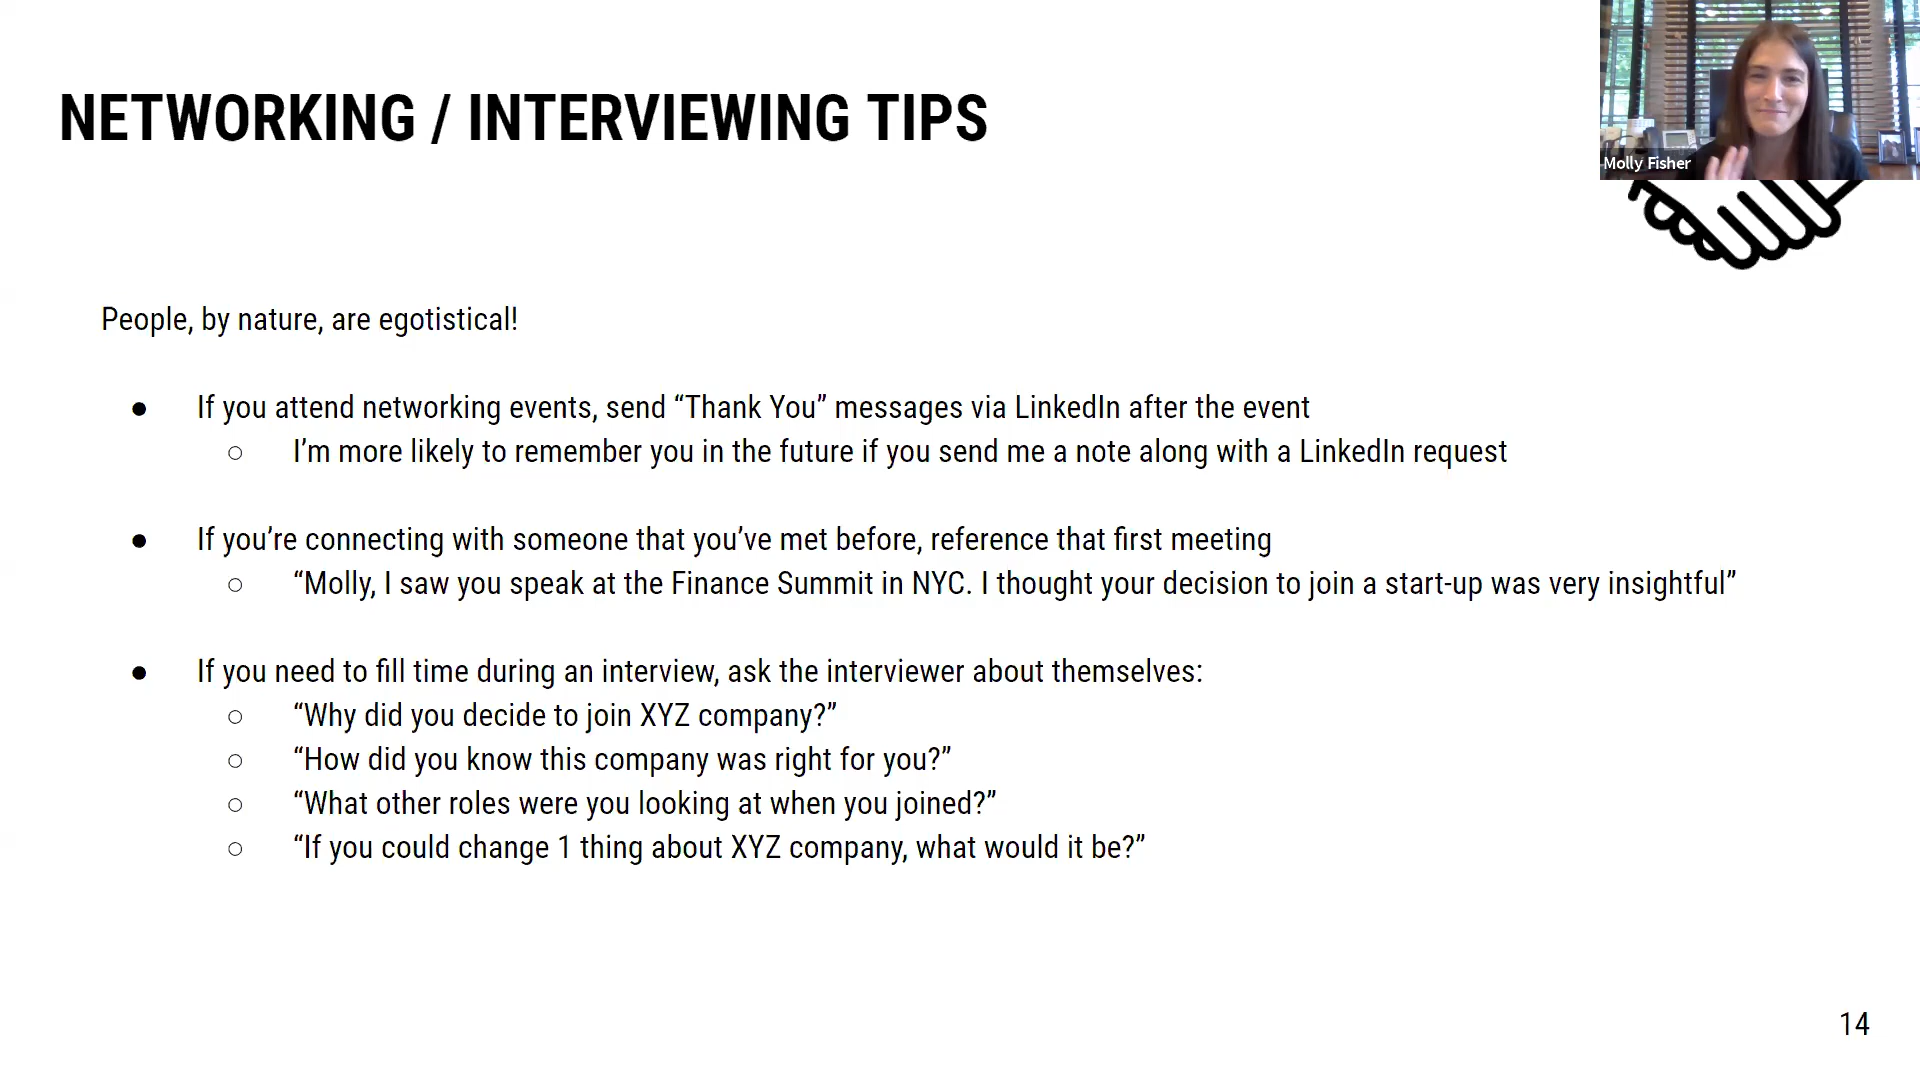 NETWORKING / INTERVIEWING TIPS
Molly Fisher
People, by nature, are egotistical!
● If you attend networking events, send “Thank You” messages via LinkedIn after the event
○ I’m more likely to remember you in the future if you send me a note along with a LinkedIn request
● If you’re connecting with someone that you’ve met before, reference that first meeting
○ “Molly, I saw you speak at the Finance Summit in NYC. I thought your decision to join a start-up was very insightful”
● If you need to fill time during an interview, ask the interviewer about themselves:
○ “Why did you decide to join XYZ company?”
○ “How did you know this company was right for you?”
○ “What other roles were you looking at when you joined?”
○ “If you could change 1 thing about XYZ company, what would it be?”
14